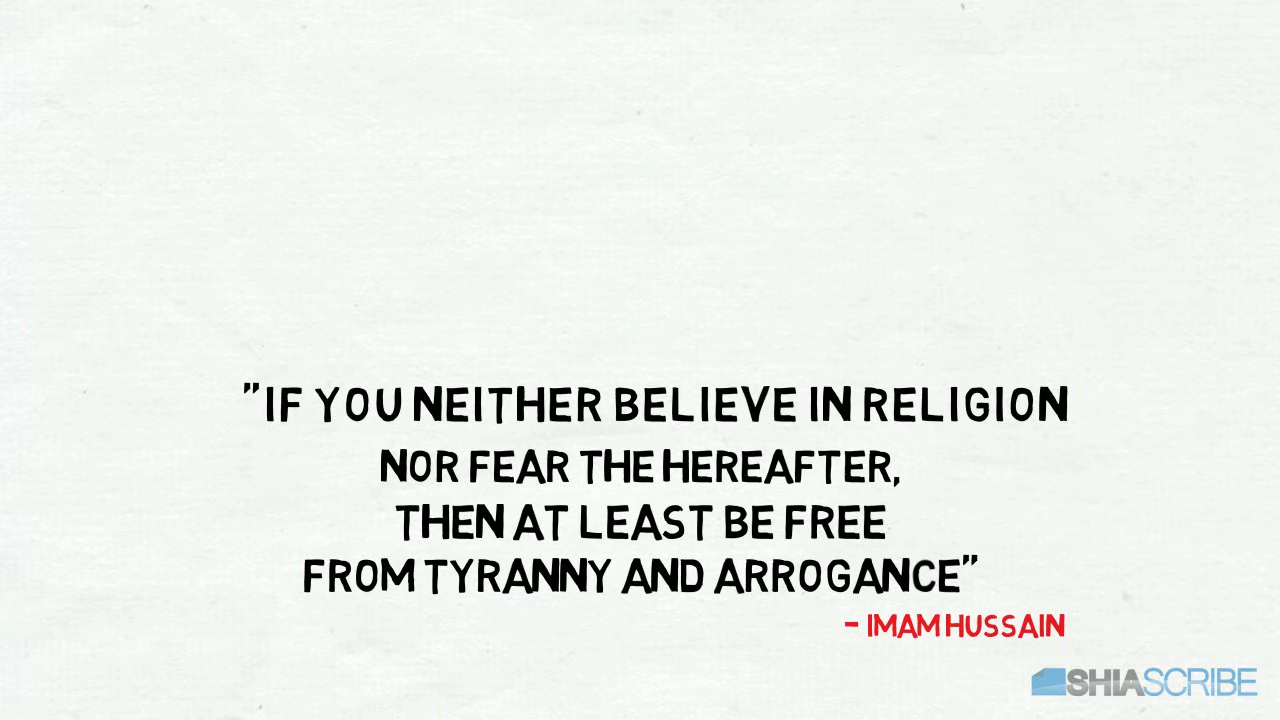 "IF YOU NEITHER BELIEVE IN RELIGION
NOR FEAR THE HEREAFTER,
THEN AT LEAST BE FREE
FROM TYRANNY AND ARROGANCE"
- IMAM HUSSAIN
SHIASCRIBE